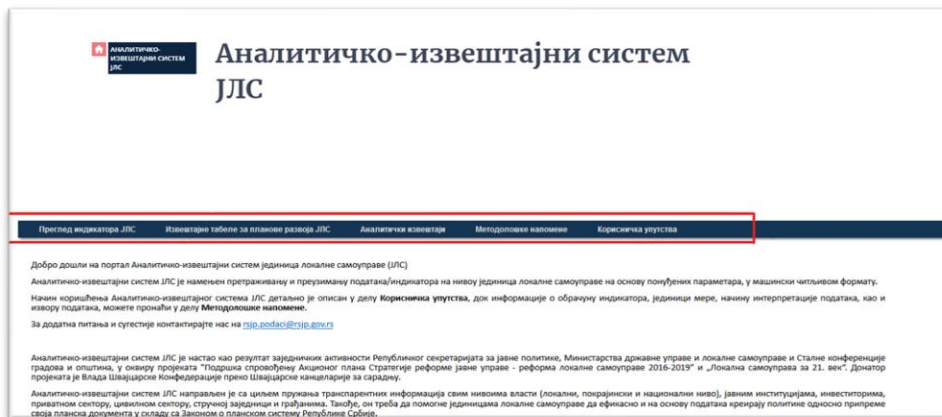 АНАЛИТИЧКО-
ИЗВЕШТАЈНИ СИСТЕМ
ЈЛС
Аналитичко-извештајни систем
ЈЛС
Преглед индикатора ЈЛС Извештајне табеле за планове развоја ЈЛС Аналитички извештаји Методолошке напомене Корисничка упутства
Добро дошли на портал Аналитичко-извештајни систем јединица локалне самоуправе (ЈЛС)
Аналитичко-извештајни систем ЈЛС је намењен претраживању и преузимању података/индикатора на нивоу јединица локалне самоуправе на основу понуђених параметара, у машински читљивом формату.
Начин коришћења Аналитичко-извештајног система ЈЛС детаљно је описан у делу Корисничка упутства, док информације о обрачуну индикатора, јединици мере, начину интерпретације података, као и
извору података, можете пронаћи у делу Методолошке напомене.
За додатна питања и сугестије контактирајте нас на rsjp.podaci@rsjp.gov.rs
Аналитичко-извештајни систем ЈЛС је настао као резултат заједничких активности Републичког секретаријата за јавне политике, Министарства државне управе и локалне самоуправе и Сталне конференције
градова и општина, у оквиру пројеката "Подршка спровођењу Акционог плана Стратегије реформе јавне управе - реформа локалне самоуправе 2016-2019" и „Локална самоуправа за 21. век". Донатор
пројеката је Влада Швајцарске Конфедерације преко Швајцарске канцеларије за сарадњу.
Аналитичко-извештајни систем ЈЛС направљен је са циљем пружања транспарентних информација свим нивоима власти (локални, покрајински и национални ниво), јавним институцијама, инвеститорима,
приватном сектору, цивилном сектору, стручној заједници и грађанима. Такође, он треба да помогне јединицама локалне самоуправе да ефикасно и на основу података креирају политике односно припреме
своја планска документа у складу са Законом о планском систему Републике Србије.